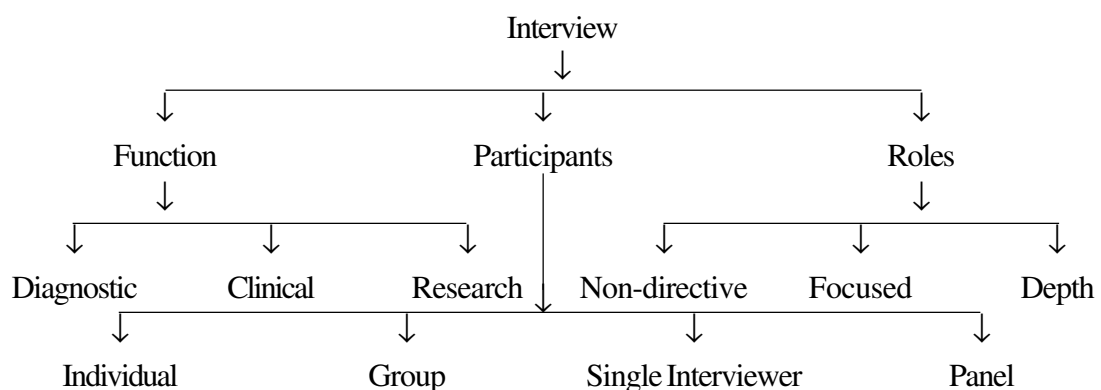 Interview
Function Participants Roles
Diagnostic Clinical Research Non-directive Focused Depth
Individual Group Single Interviewer Panel